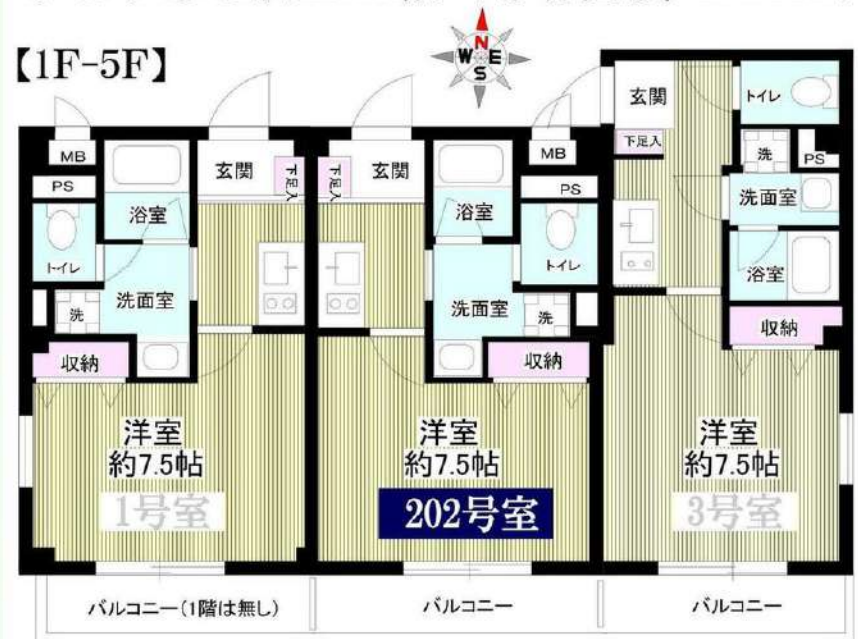 【1F-5F】
N
W E
S
MB
PS
浴室
トイレ
洗
洗面室
収納
玄関
下足入
洋室
約7.5帖
1号室
バルコニー(1階は無し)
下足入
玄関
浴室
MB
PS
トイレ
洗面室
洗
収納
洋室
約7.5帖
202号室
バルコニー
玄関
下足入
トイレ
洗
PS
洗面室
浴室
収納
洋室
約7.5帖
3号室
バルコニー